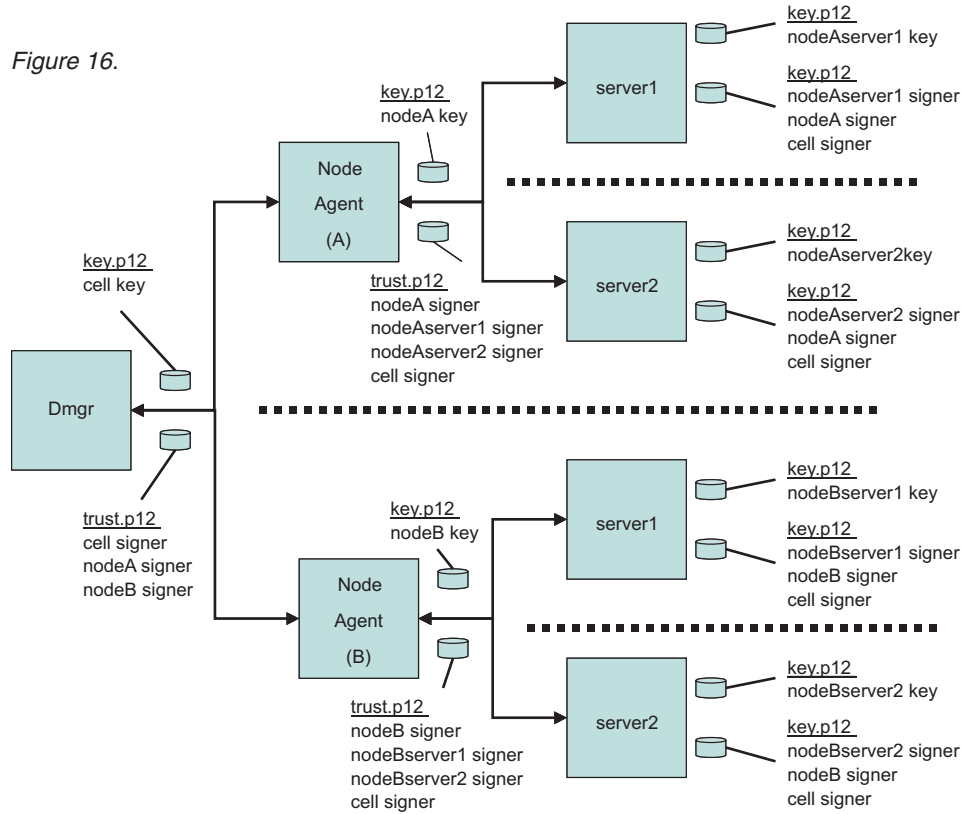 Figure 16.
key.p12
nodeAserver1 key
key.p12
nodeAserver1 signer
nodeA signer
cell signer
server1
key.p12
nodeA key
Node
Agent
(A)
trust.p12
nodeA signer
nodeAserver1 signer
nodeAserver2 signer
cell signer
server2
key.p12
nodeAserver2key
key.p12
nodeAserver2 signer
nodeA signer
cell signer
key.p12
cell key
Dmgr
trust.p12
cell signer
nodeA signer
nodeB signer
key.p12
nodeB key
Node
Agent
(B)
trust.p12
nodeB signer
nodeBserver1 signer
nodeBserver2 signer
cell signer
server1
key.p12
nodeBserver1 key
key.p12
nodeBserver1 signer
nodeB signer
cell signer
server2
key.p12
nodeBserver2 key
key.p12
nodeBserver2 signer
nodeB signer
cell signer